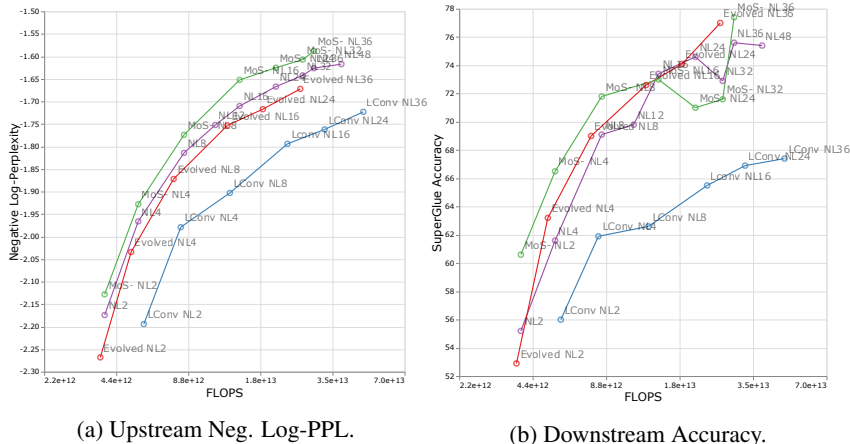 -1.50
-1.55
-1.60
-1.65
-1.70
-1.75
-1.80
-1.85
-1.90
-1.95
-2.00
-2.05
-2.10
-2.15
-2.20
-2.25
-2.30
Negative Log-Perplexity
2.2e+12 4.4e+12 8.8e+12 1.8e+13 3.5e+13 7.0e+13
FLOPS
MoS- NL36
MoS- NL32
NL48
MoS- NL24
NL32
MoS- NL16
NL24
Evolved NL36
NL16
Evolved NL24
LConv NL36
NL12
Evolved NL16
LConv NL24
MoS- NL8
Lconv NL16
NL8
Evolved NL8
LConv NL8
MoS- NL4
NL4
LConv NL4
Evolved NL4
MoS- NL2
NL2
LConv NL2
Evolved NL2
(a) Upstream Neg. Log-PPL.
78
76
74
72
70
68
66
64
62
60
58
56
54
52
SuperGlue Accuracy
2.2e+12 4.4e+12 8.8e+12 1.8e+13 3.5e+13 7.0e+13
FLOPS
MoS- NL36
Evolved NL36
NL36
NL48
NL24
Evolved NL24
NL32
MoS- NL16
Evolved NL16
MoS- NL8
MoS- NL32
MoS- NL24
NL12
Evolved NL8
NL8
MoS- NL4
LConv NL36
LConv NL24
LConv NL16
Evolved NL4
LConv NL8
LConv NL4
NL4
MoS- NL2
LConv NL2
NL2
Evolved NL2
(b) Downstream Accuracy.